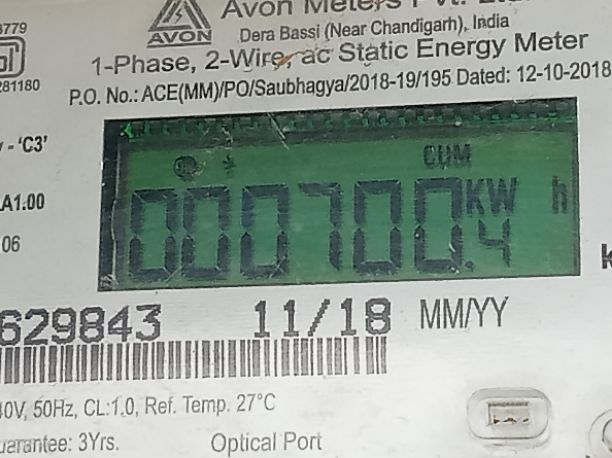 AVON
Dera Bassi (Near Chandigarh), India
1-Phase, 2-Wire, ac Static Energy Meter
P.O. No.: ACE(MM)/PO/Saubhagya/2018-19/195 Dated: 12-10-2018
'C3'
CUM
000700.4 KW h
A1.00
06
629843 11/18 MM/YY
50Hz, CL:1.0, Ref. Temp. 27°C
3Yrs. Optical Port